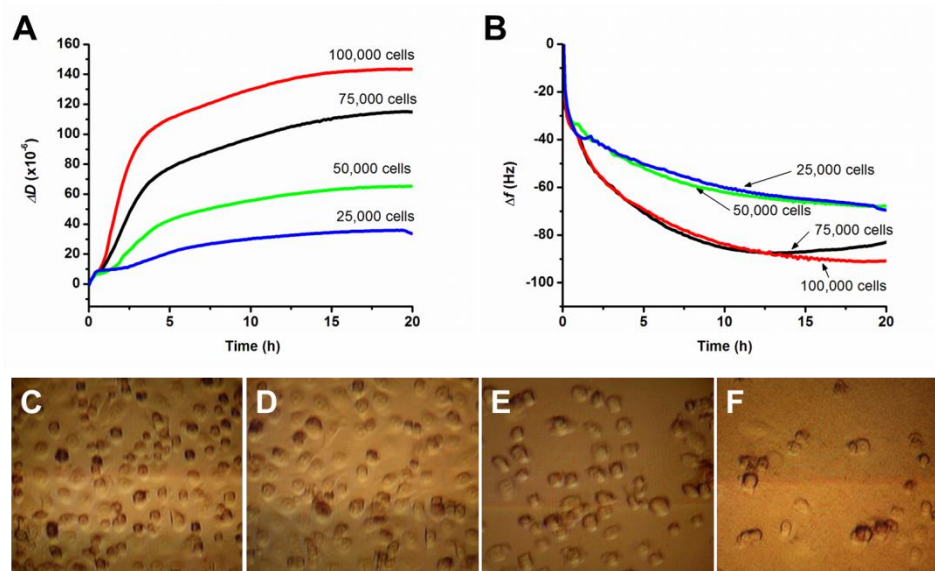 A
B
160
140
120
100
80
60
40
20
0
ΔD (x10⁻⁶)
100,000 cells
75,000 cells
50,000 cells
25,000 cells
0 5 10 15 20
Time (h)
0
-20
-40
-60
-80
-100
Δf (Hz)
25,000 cells
50,000 cells
75,000 cells
100,000 cells
0 5 10 15 20
Time (h)
C
D
E
F